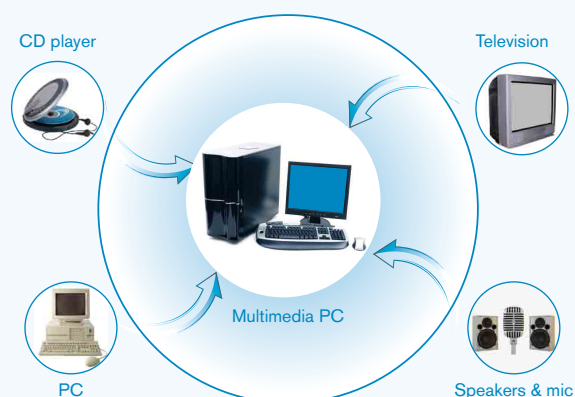 CD player
Television
Multimedia PC
PC
Speakers & mic